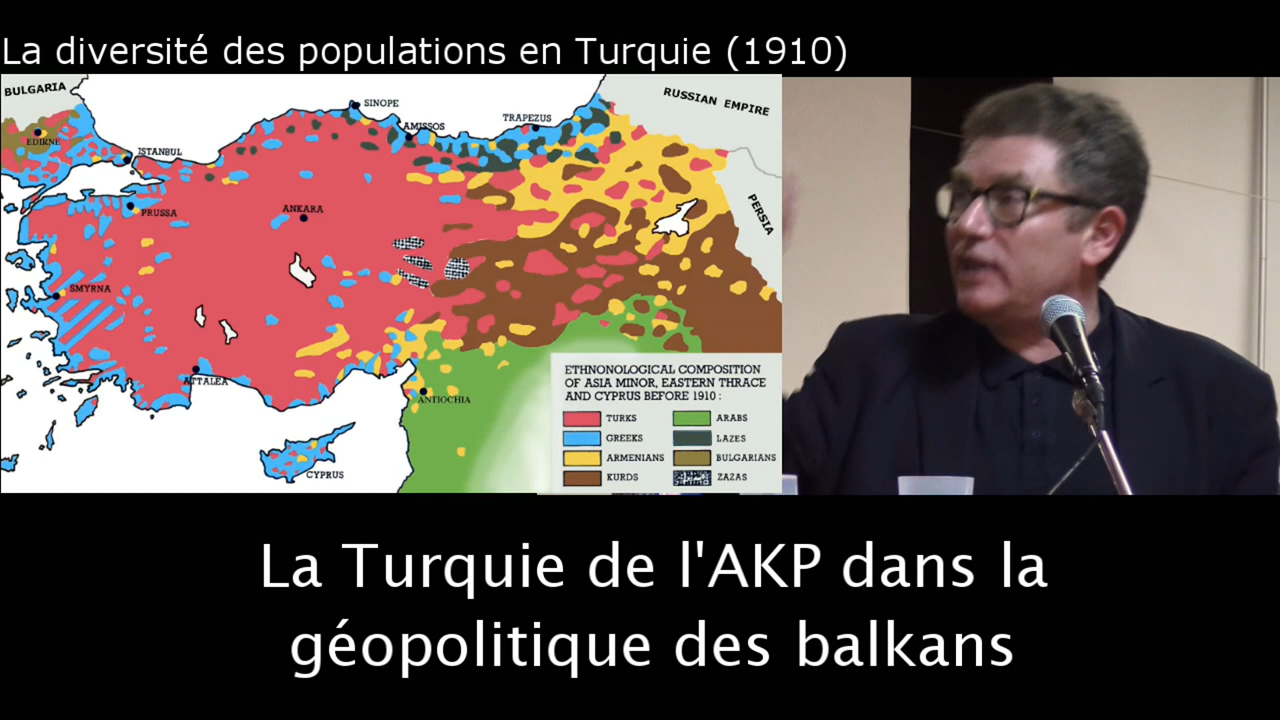 La diversité des populations en Turquie (1910)
BULGARIA
EDIRNE
ISTANBUL
SINOPE
AMISSOS
TRAPEZUS
RUSSIAN EMPIRE
PERSIA
PRUSSA
ANKARA
SMYRNA
ATTALEA
ANTIOCHIA
CYPRUS
ETHNONOLOGICAL COMPOSITION
OF ASIA MINOR, EASTERN THRACE
AND CYPRUS BEFORE 1910 :
TURKS
ARABS
GREEKS
LAZES
ARMENIANS
BULGARIANS
KURDS
ZAZAS
La Turquie de l'AKP dans la
géopolitique des balkans